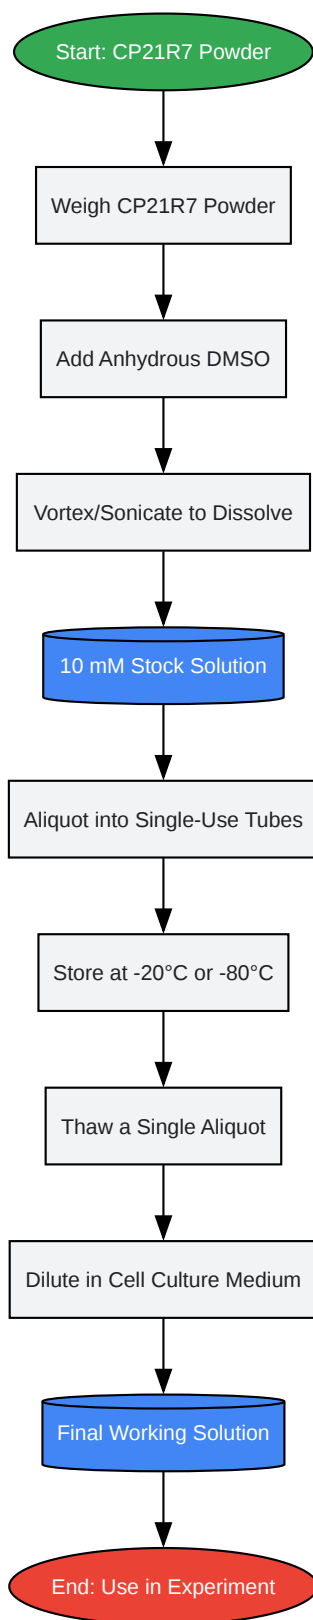 Start: CP21R7 Powder
Weigh CP21R7 Powder
Add Anhydrous DMSO
Vortex/Sonicate to Dissolve
10 mM Stock Solution
Aliquot into Single-Use Tubes
Store at -20°C or -80°C
Thaw a Single Aliquot
Dilute in Cell Culture Medium
Final Working Solution
End: Use in Experiment